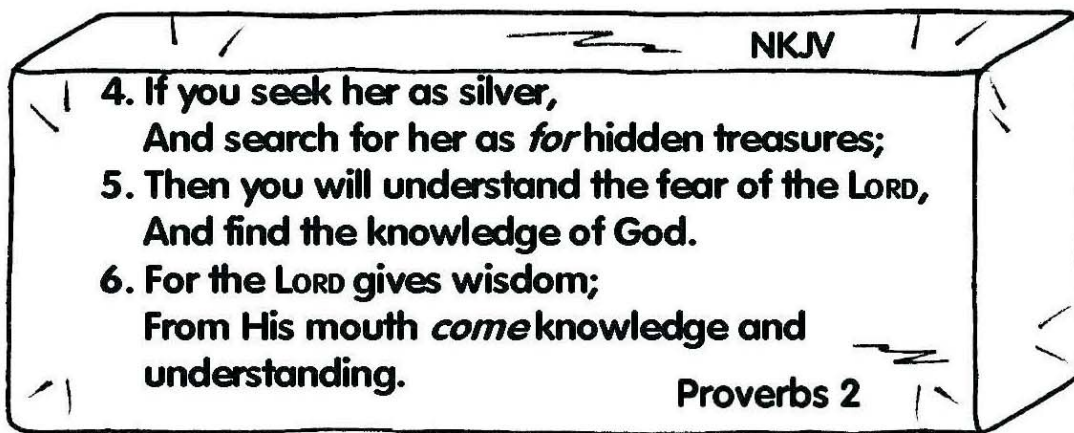 NKJV
4. If you seek her as silver,
And search for her as for hidden treasures;
5. Then you will understand the fear of the LORD,
And find the knowledge of God.
6. For the LORD gives wisdom;
From His mouth come knowledge and
understanding.
Proverbs 2